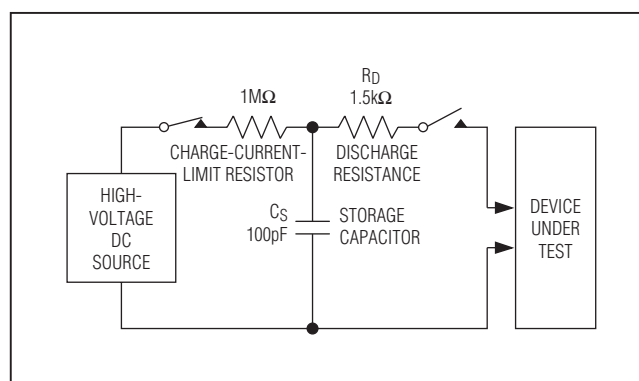 1MΩ
CHARGE-CURRENT-
LIMIT RESISTOR
RD
1.5kΩ
DISCHARGE
RESISTANCE
HIGH-
VOLTAGE
DC
SOURCE
CS
100pF
STORAGE
CAPACITOR
DEVICE
UNDER
TEST